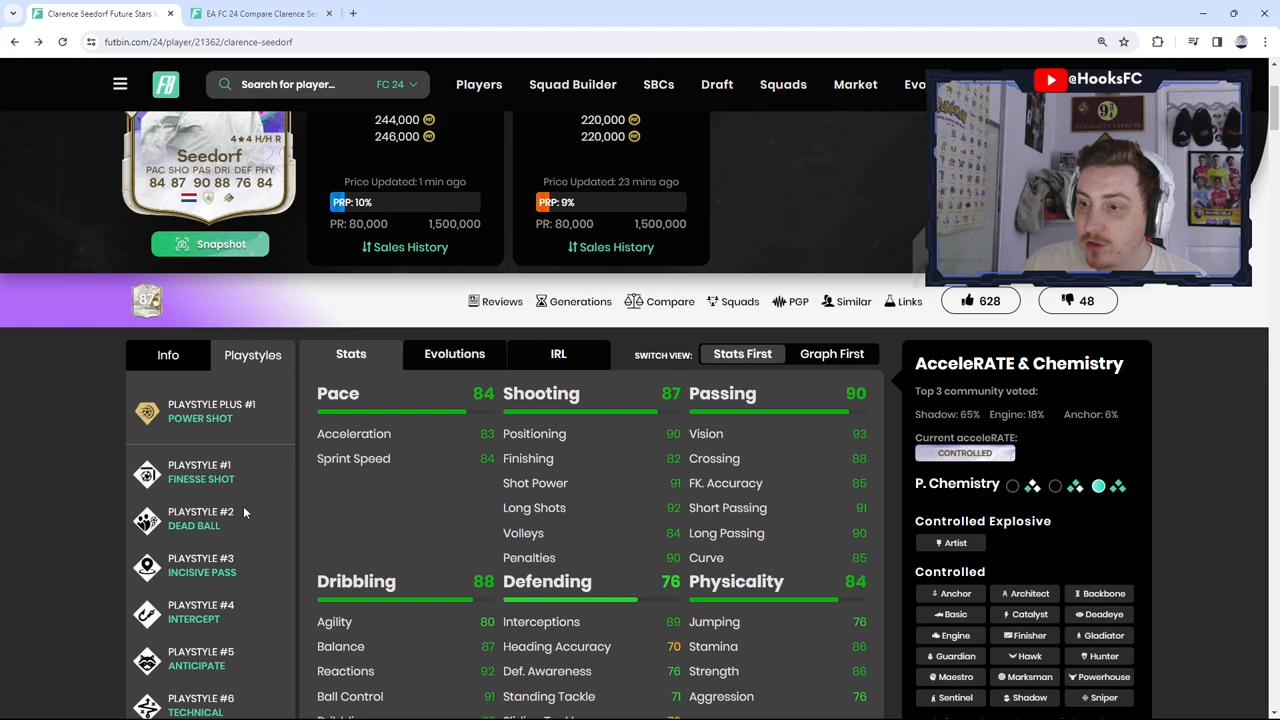 Clarence Seedorf Future Stars Ic
EA FC 24 Compare Clarence See
futbin.com/24/player/21362/clarence-seedorf
FB
Search for player...
FC 24
Players
Squad Builder
SBCs
Draft
Squads
Market
Evo
@HooksFC
4★4 H/H R
Seedorf
PAC SHO PAS DRI DEF PHY
84 87 90 88 76 84
Snapshot
244,000
246,000
Price Updated: 1 min ago
PRP: 10%
PR: 80,000
1,500,000
Sales History
220,000
220,000
Price Updated: 23 mins ago
PRP: 9%
PR: 80,000
1,500,000
Sales History
87
Reviews
Generations
Compare
Squads
PGP
Similar
Links
628
48
Info
Playstyles
PLAYSTYLE PLUS #1
POWER SHOT
PLAYSTYLE #1
FINESSE SHOT
PLAYSTYLE #2
DEAD BALL
PLAYSTYLE #3
INCISIVE PASS
PLAYSTYLE #4
INTERCEPT
PLAYSTYLE #5
ANTICIPATE
PLAYSTYLE #6
TECHNICAL
Stats
Evolutions
IRL
SWITCH VIEW:
Stats First
Graph First
Pace 84
Acceleration 83
Sprint Speed 84
Shooting 87
Positioning 90
Finishing 82
Shot Power 91
Long Shots 92
Volleys 84
Penalties 90
Passing 90
Vision 93
Crossing 88
FK. Accuracy 85
Short Passing 91
Long Passing 90
Curve 85
Dribbling 88
Agility 80
Balance 87
Reactions 92
Ball Control 91
Defending 76
Interceptions 89
Heading Accuracy 70
Def. Awareness 76
Standing Tackle 71
Physicality 84
Jumping 76
Stamina 86
Strength 86
Aggression 76
AcceleRATE & Chemistry
Top 3 community voted:
Shadow: 65% Engine: 18% Anchor: 6%
Current acceleRATE:
CONTROLLED
P. Chemistry
Controlled Explosive
Artist
Controlled
Anchor
Architect
Backbone
Basic
Catalyst
Deadeye
Engine
Finisher
Gladiator
Guardian
Hawk
Hunter
Maestro
Marksman
Powerhouse
Sentinel
Shadow
Sniper